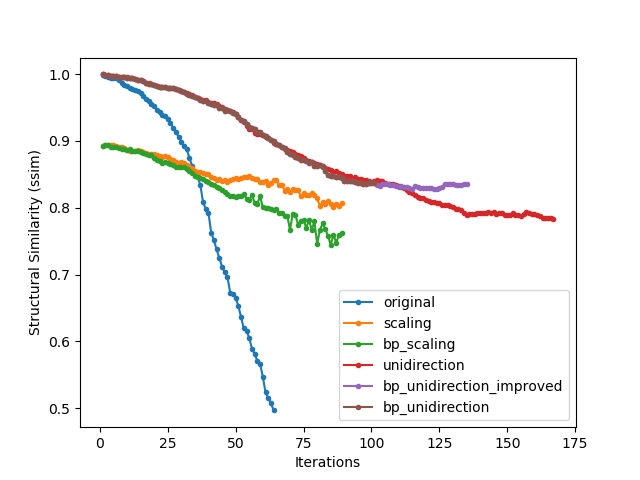 1.0
0.9
0.8
0.7
0.6
0.5
Structural Similarity (ssim)
original
scaling
bp_scaling
unidirection
bp_unidirection_improved
bp_unidirection
0 25 50 75 100 125 150 175
Iterations